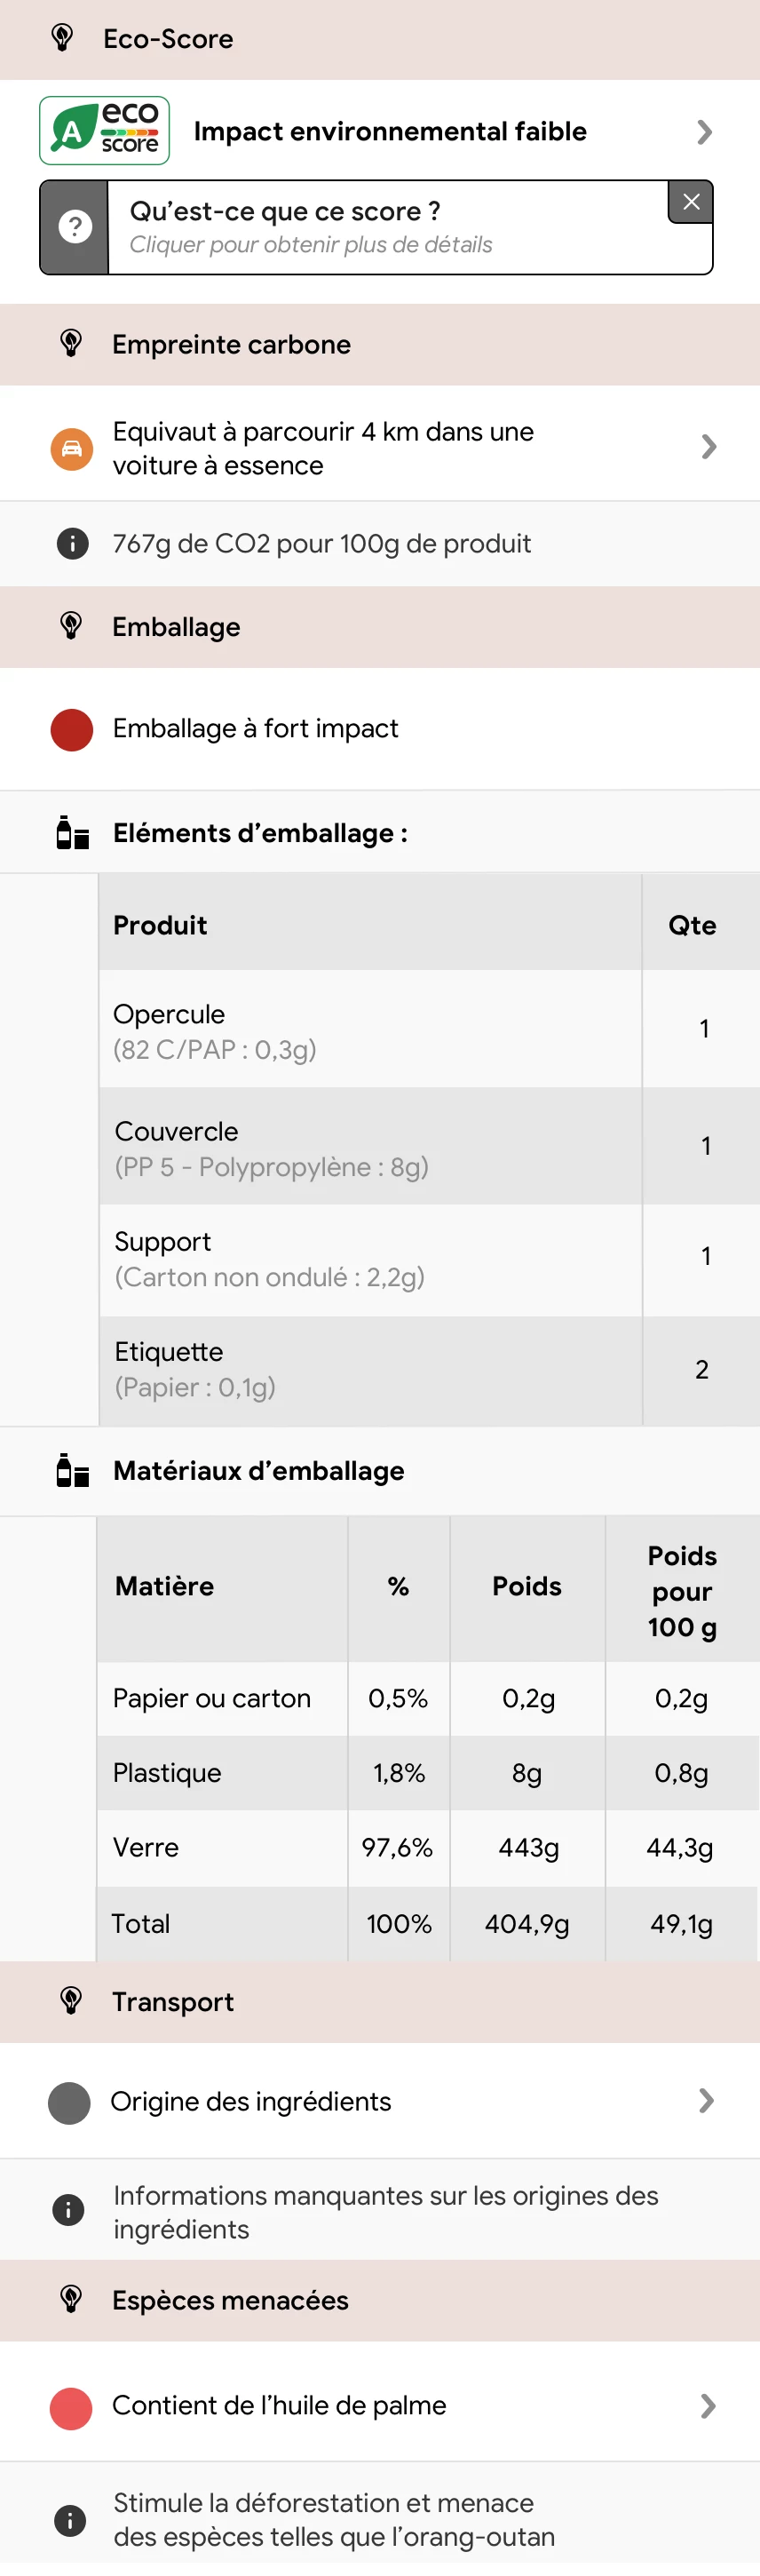 Eco-Score
A eco
score
Impact environnemental faible
?
Qu’est-ce que ce score ?
Cliquer pour obtenir plus de détails
Empreinte carbone
Equivaut à parcourir 4 km dans une
voiture à essence
767g de CO2 pour 100g de produit
Emballage
Emballage à fort impact
Eléments d’emballage :
Produit Qte
Opercule
(82 C/PAP : 0,3g)
1
Couvercle
(PP 5 - Polypropylène : 8g)
1
Support
(Carton non ondulé : 2,2g)
1
Etiquette
(Papier : 0,1g)
2
Matériaux d’emballage
Matière % Poids Poids
pour
100 g
Papier ou carton 0,5% 0,2g 0,2g
Plastique 1,8% 8g 0,8g
Verre 97,6% 443g 44,3g
Total 100% 404,9g 49,1g
Transport
Origine des ingrédients
Informations manquantes sur les origines des
ingrédients
Espèces menacées
Contient de l’huile de palme
Stimule la déforestation et menace
des espèces telles que l’orang-outan